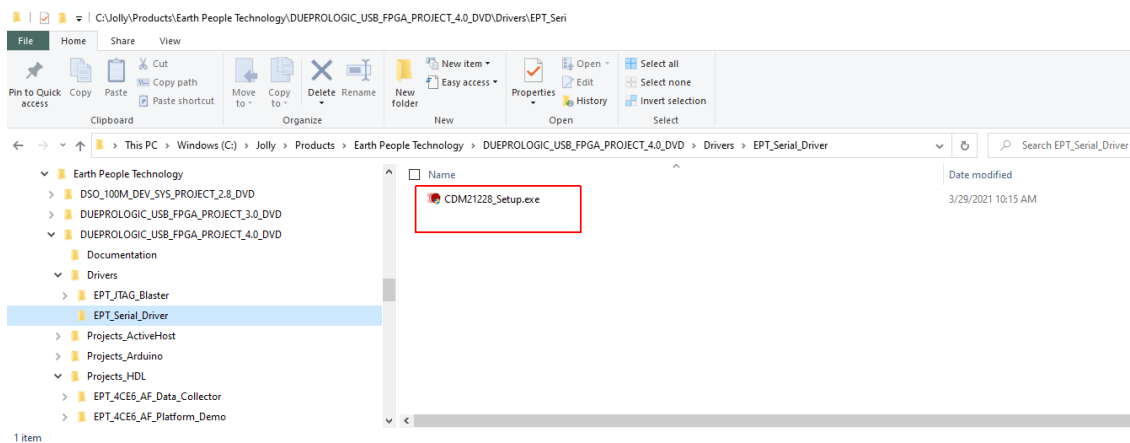 C:\Jolly\Products\Earth People Technology\DUEPROLOGIC_USB_FPGA_PROJECT_4.0_DVD\Drivers\EPT_Seri
File Home Share View
Pin to Quick access
Copy
Paste
Cut
Copy path
Paste shortcut
Move to
Copy to
Delete
Rename
New folder
New item
Easy access
Properties
Open
Edit
History
Select all
Select none
Invert selection
Clipboard Organize New Open Select
This PC > Windows (C:) > Jolly > Products > Earth People Technology > DUEPROLOGIC_USB_FPGA_PROJECT_4.0_DVD > Drivers > EPT_Serial_Driver
Search EPT_Serial_Driver
Earth People Technology
DSO_100M_DEV_SYS_PROJECT_2.8_DVD
DUEPROLOGIC_USB_FPGA_PROJECT_3.0_DVD
DUEPROLOGIC_USB_FPGA_PROJECT_4.0_DVD
Documentation
Drivers
EPT_JTAG_Blaster
EPT_Serial_Driver
Projects_ActiveHost
Projects_Arduino
Projects_HDL
EPT_4CE6_AF_Data_Collector
EPT_4CE6_AF_Platform_Demo
Name Date modified
CDM21228_Setup.exe 3/29/2021 10:15 AM
1 item